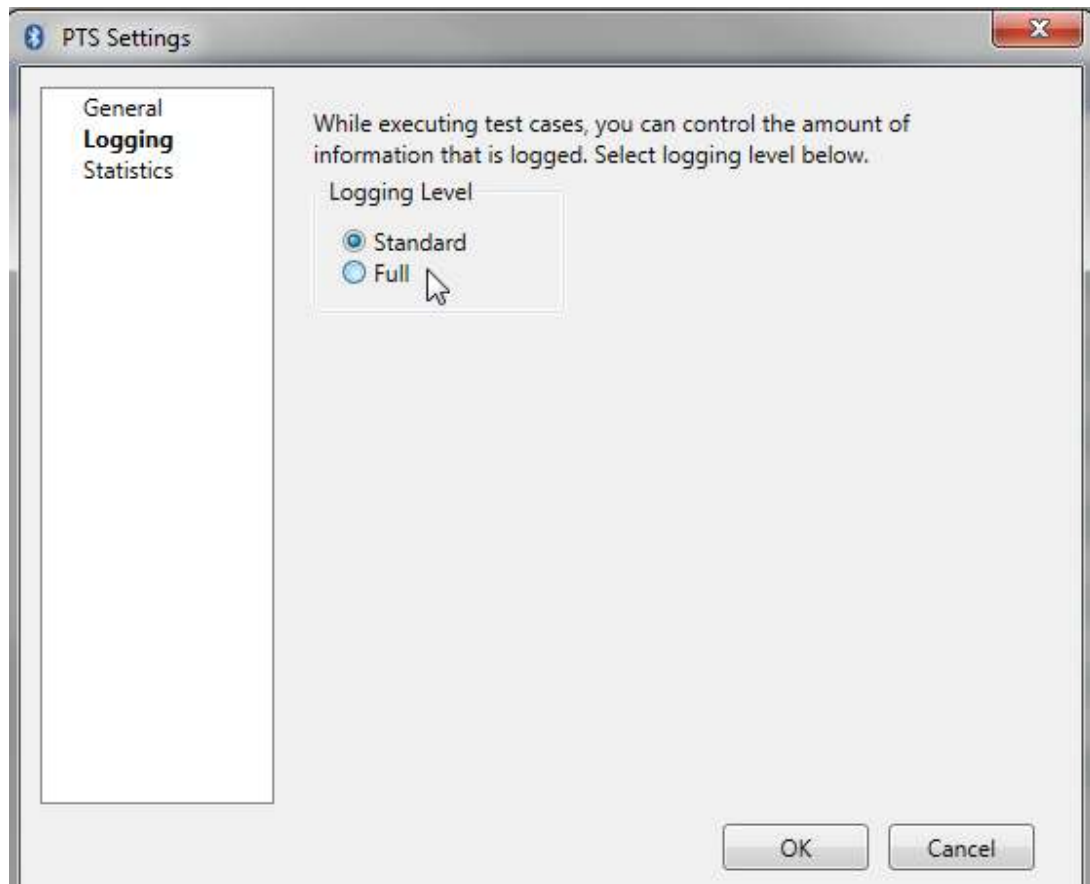 PTS Settings
General
Logging
Statistics
While executing test cases, you can control the amount of
information that is logged. Select logging level below.
Logging Level
Standard
Full
OK
Cancel